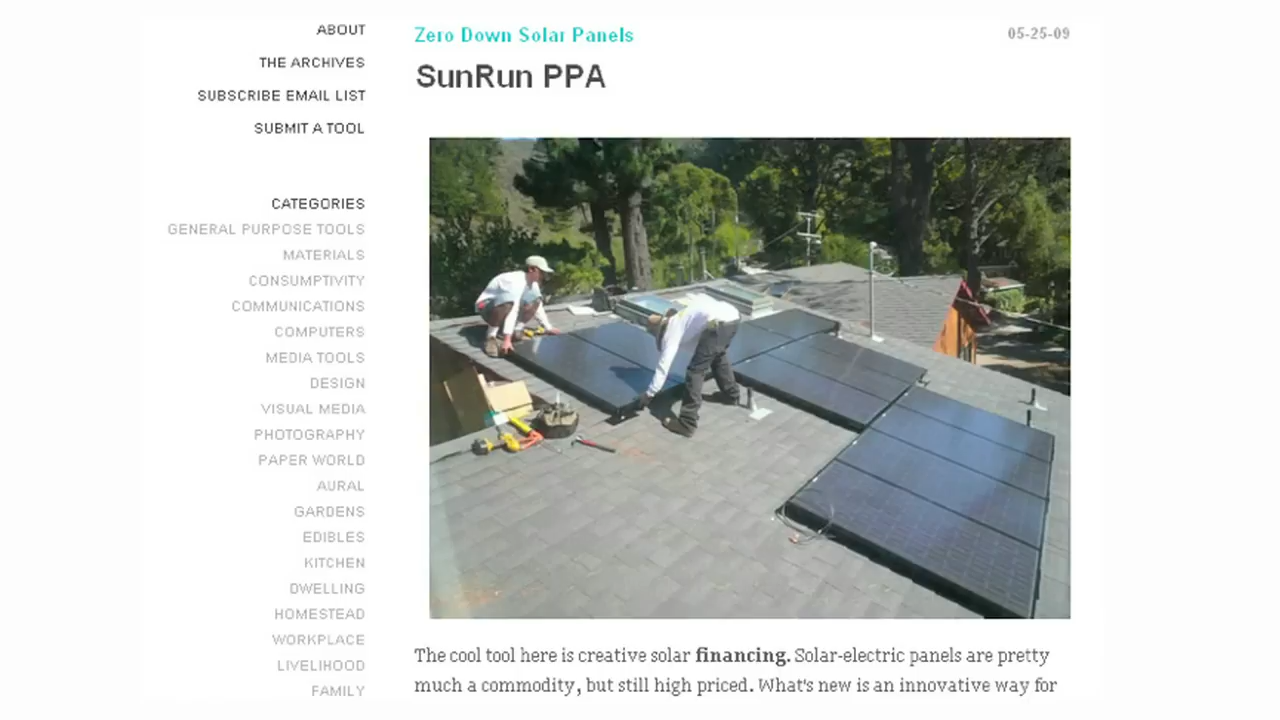 ABOUT
THE ARCHIVES
SUBSCRIBE EMAIL LIST
SUBMIT A TOOL
CATEGORIES
GENERAL PURPOSE TOOLS
MATERIALS
CONSUMPTIVITY
COMMUNICATIONS
COMPUTERS
MEDIA TOOLS
DESIGN
VISUAL MEDIA
PHOTOGRAPHY
PAPER WORLD
AURAL
GARDENS
EDIBLES
KITCHEN
DWELLING
HOMESTEAD
WORKPLACE
LIVELIHOOD
FAMILY
Zero Down Solar Panels 05-25-09
SunRun PPA
The cool tool here is creative solar financing. Solar-electric panels are pretty
much a commodity, but still high priced. What's new is an innovative way for